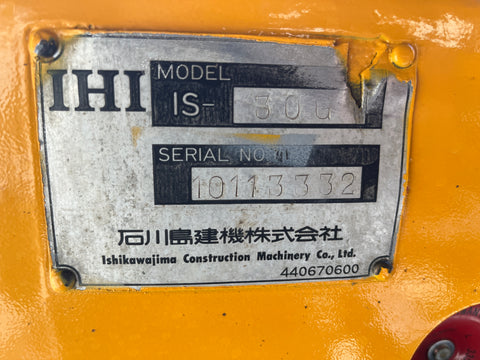 IHI
MODEL
IS- 30G
SERIAL NO.
10113332
石川島建機株式会社
Ishikawajima Construction Machinery Co., Ltd.
440670600